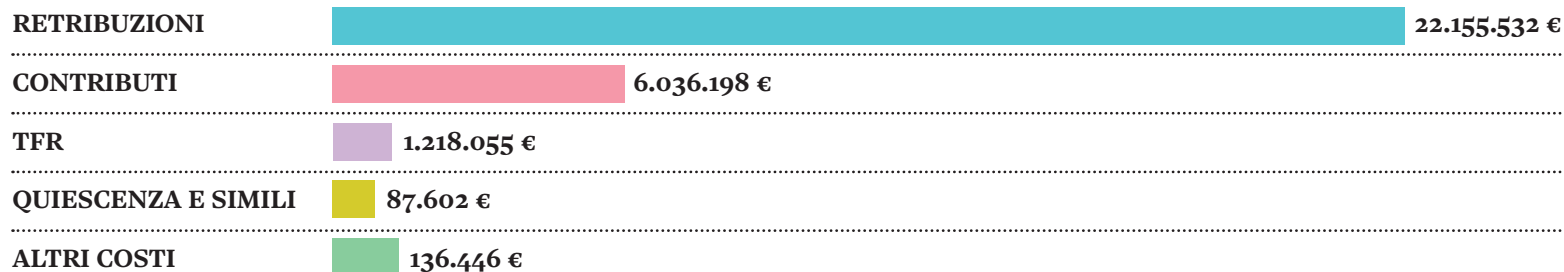 RETRIBUZIONI 22.155.532 €
CONTRIBUTI 6.036.198 €
TFR 1.218.055 €
QUIESCENZA E SIMILI 87.602 €
ALTRI COSTI 136.446 €